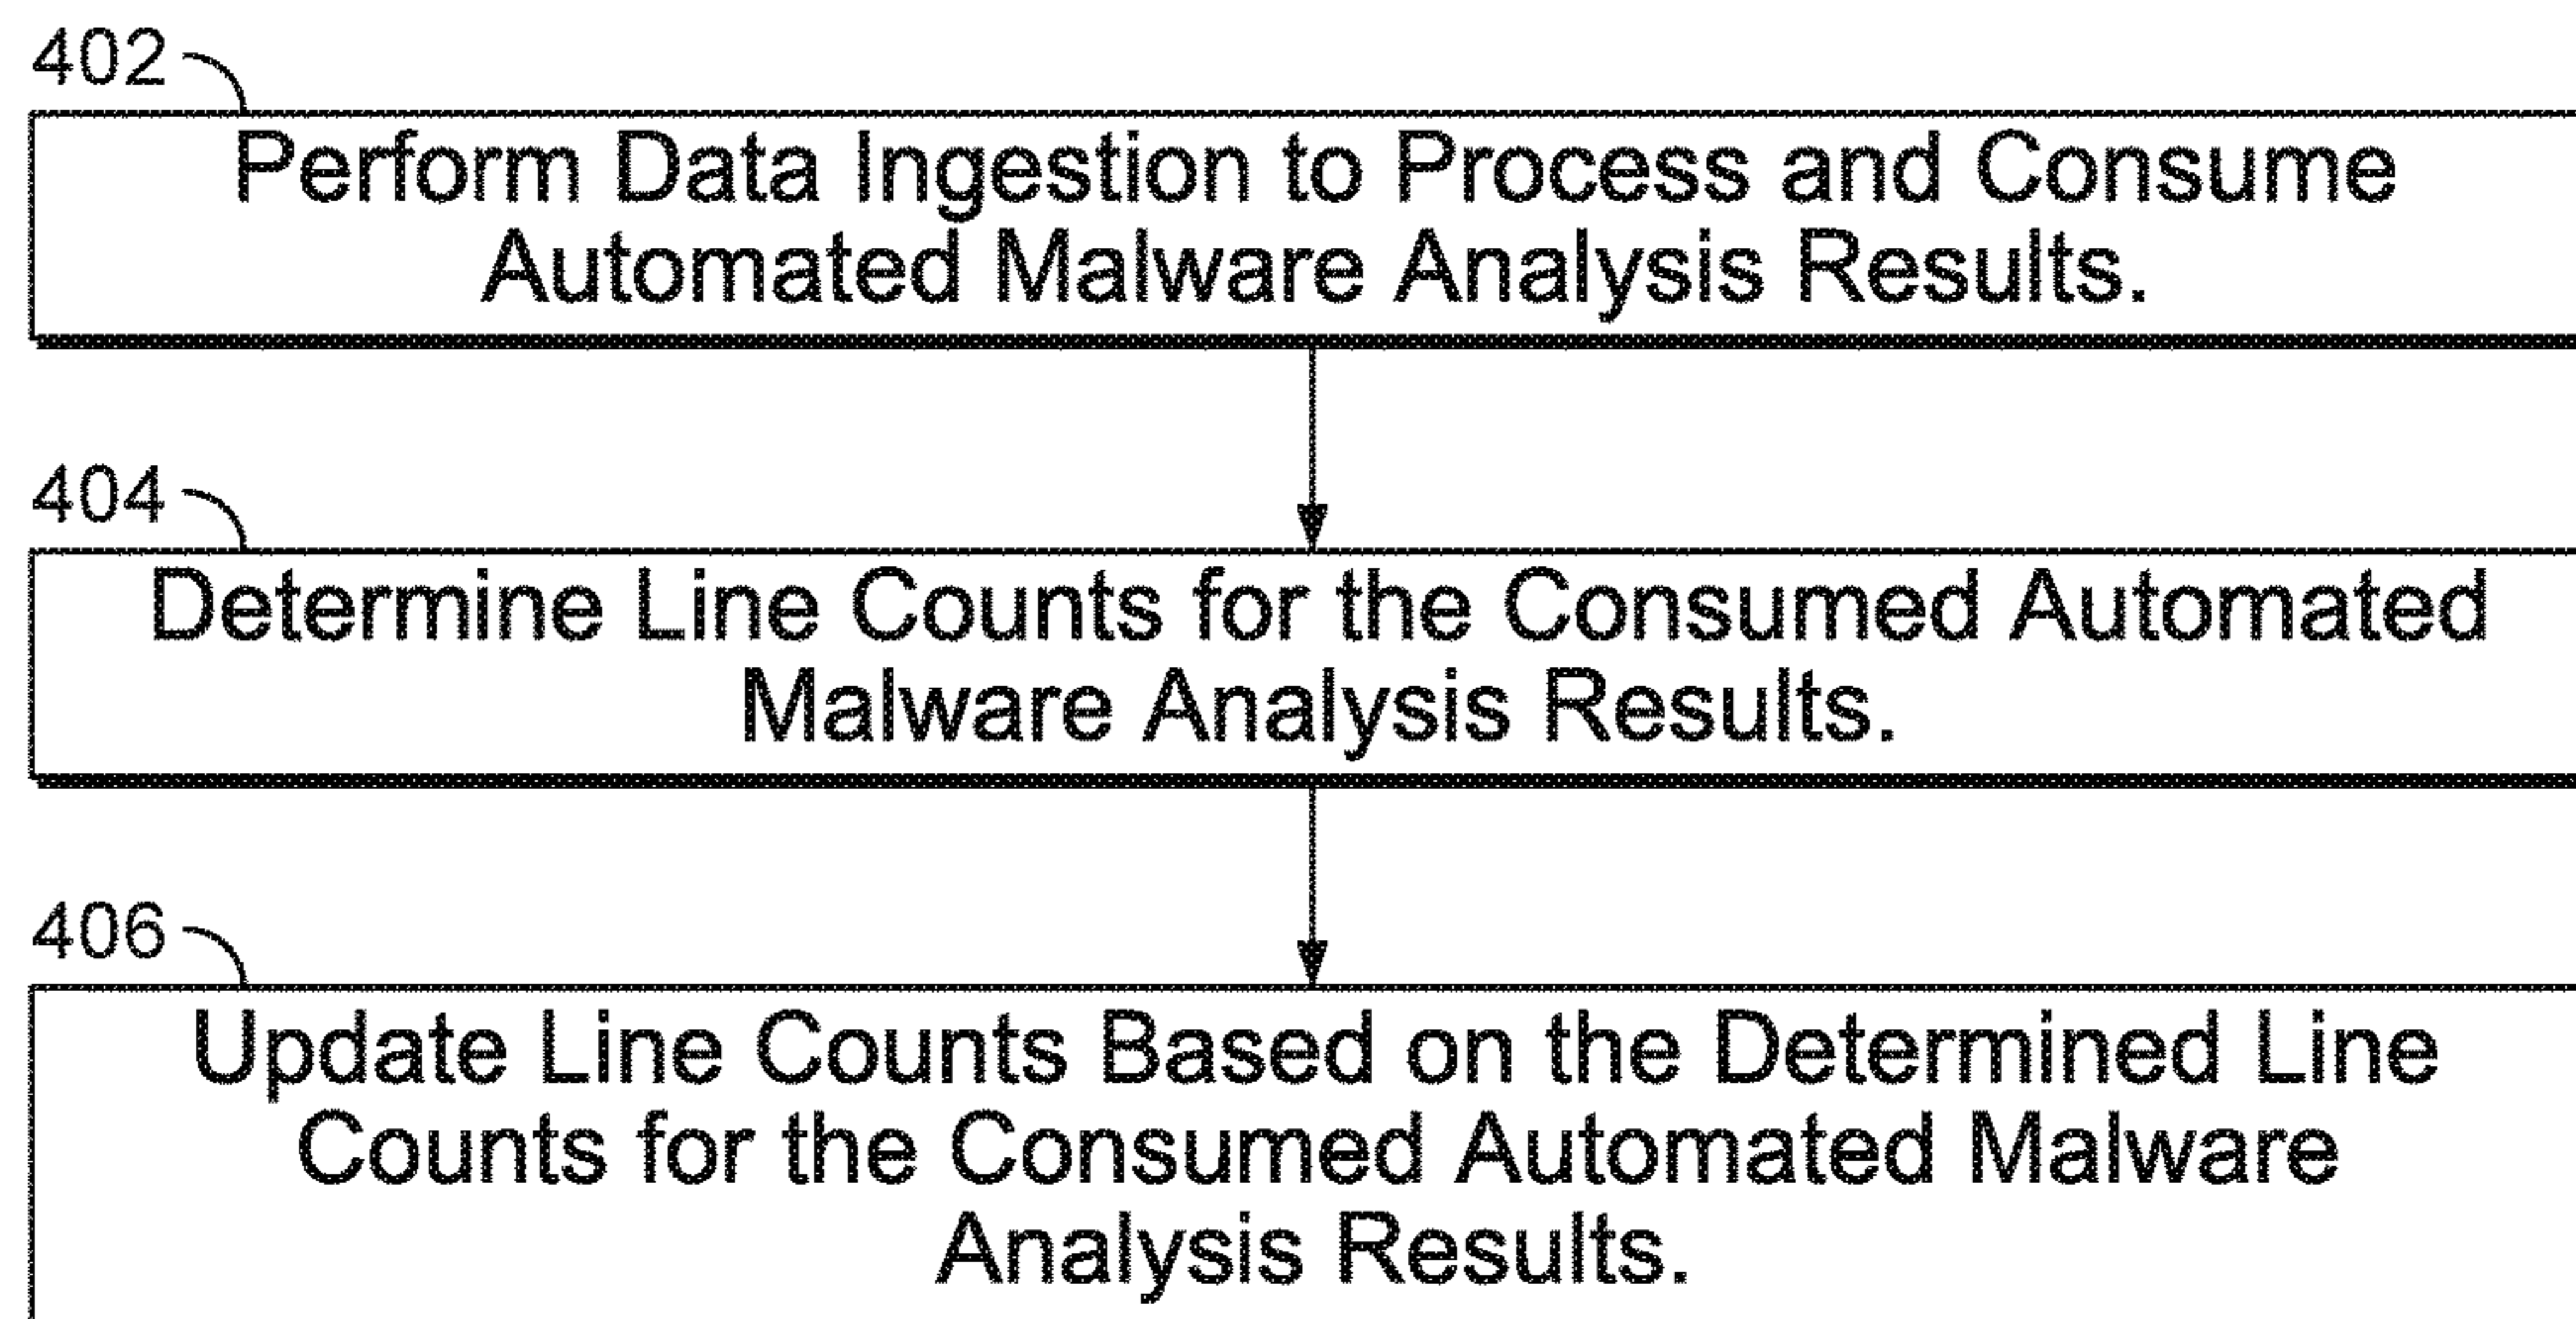 402
Perform Data Ingestion to Process and Consume
Automated Malware Analysis Results.
404
Determine Line Counts for the Consumed Automated
Malware Analysis Results.
406
Update Line Counts Based on the Determined Line
Counts for the Consumed Automated Malware
Analysis Results.